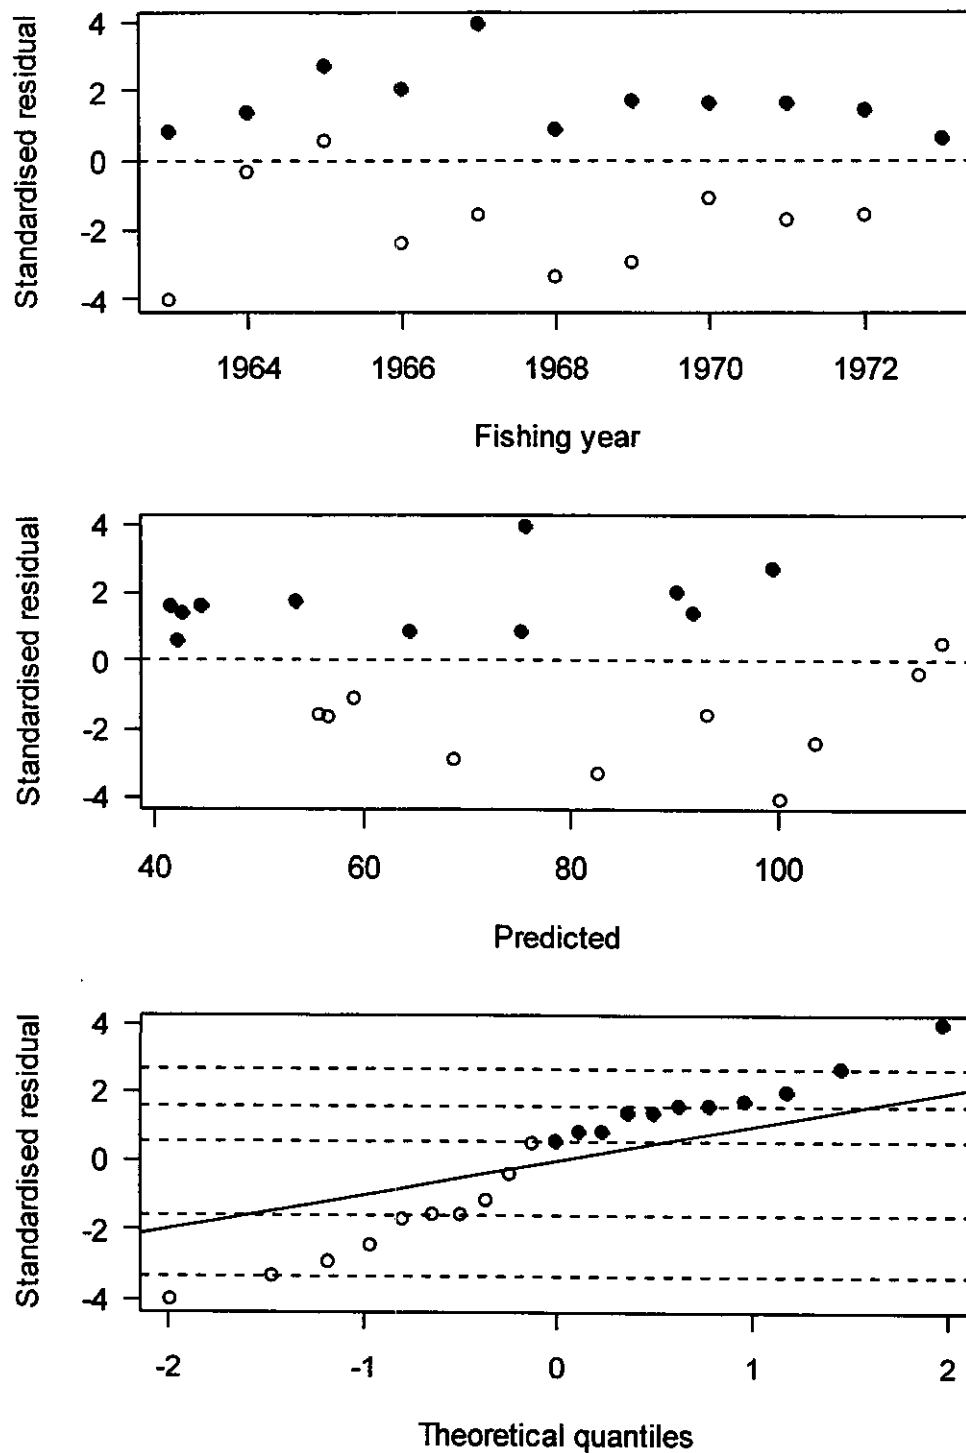 Standardised residual
4
2
0
-2
-4
1964 1966 1968 1970 1972
Fishing year
Standardised residual
4
2
0
-2
-4
40 60 80 100
Predicted
Standardised residual
4
2
0
-2
-4
-2 -1 0 1 2
Theoretical quantiles